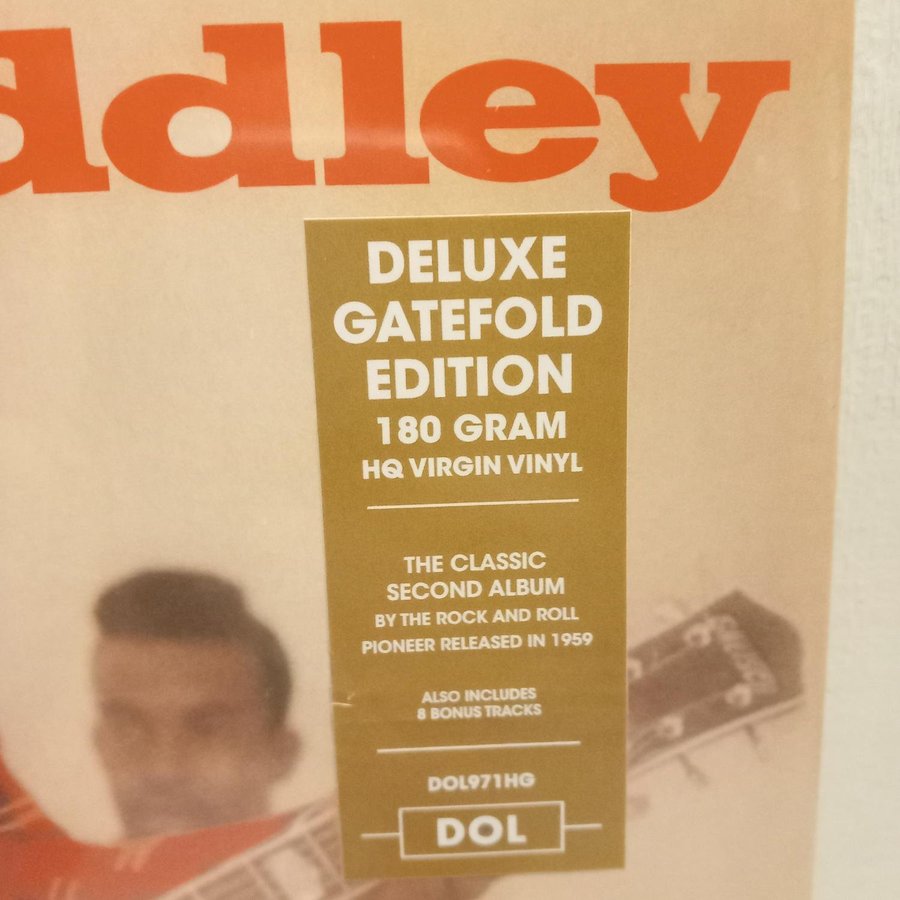 ddley
DELUXE
GATEFOLD
EDITION
180 GRAM
HQ VIRGIN VINYL
THE CLASSIC
SECOND ALBUM
BY THE ROCK AND ROLL
PIONEER RELEASED IN 1959
ALSO INCLUDES
8 BONUS TRACKS
DOL971HG
DOL